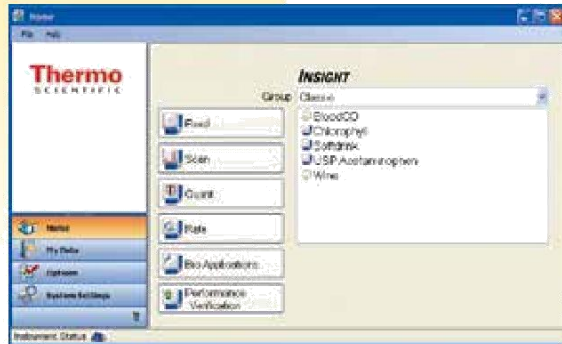 Home
File Help
Thermo
SCIENTIFIC
INSIGHT
Group Classic
BloodCO
Chlorophyll
Softdrink
USP Acetaminophen
Wine
Fixed
Scan
Quant
Rate
Bio Applications
Performance
Verification
Home
My Data
Options
System Settings
Instrument Status